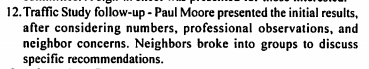 12. Traffic Study follow-up - Paul Moore presented the initial results,
after considering numbers, professional observations, and
neighbor concerns. Neighbors broke into groups to discuss
specific recommendations.